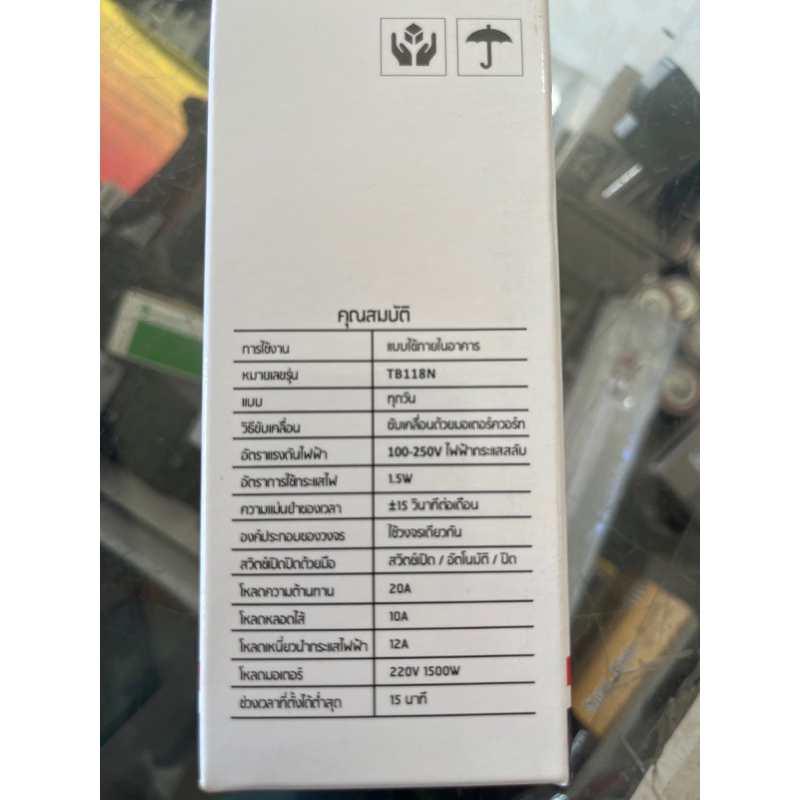 คุณสมบัติ
การใช้งาน แบบใช้ภายในอาคาร
หมายเลขรุ่น TB118N
แบบ ทุกวัน
วิธีขับเคลื่อน ขับเคลื่อนด้วยมอเตอร์ควอร์ท
อัตราแรงดันไฟฟ้า 100-250V ไฟฟ้ากระแสสลับ
อัตราการใช้กระแสไฟ 1.5W
ความแม่นยำของเวลา ±15 วินาทีต่อเดือน
องค์ประกอบของวงจร ใช้วงจรเดียวกัน
สวิตช์เปิดปิดด้วยมือ สวิตช์เปิด / อัตโนมัติ / ปิด
โหลดความต้านทาน 20A
โหลดหลอดไส้ 10A
โหลดเหนี่ยวนำกระแสไฟฟ้า 12A
โหลดมอเตอร์ 220V 1500W
ช่วงเวลาที่ตั้งได้ต่ำสุด 15 นาที